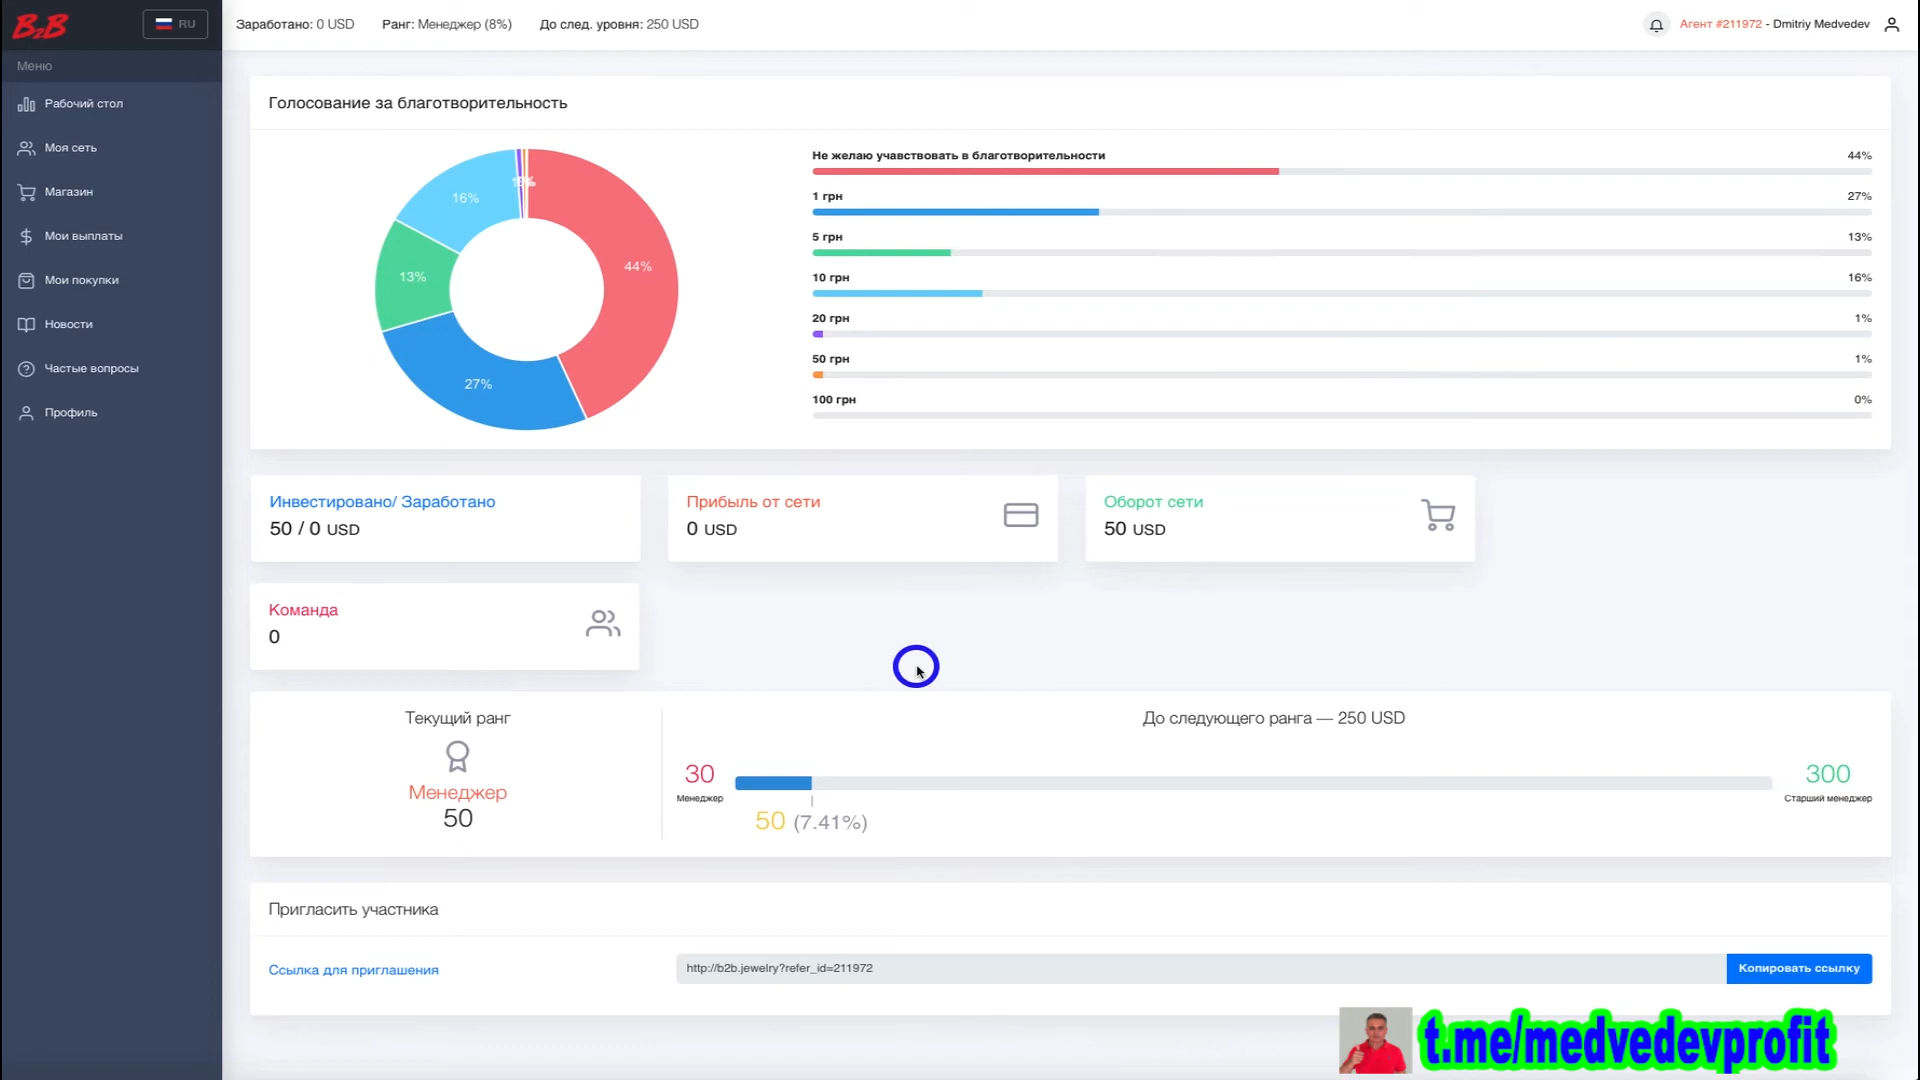 B2B
RU
Заработано: 0 USD
Ранг: Менеджер (8%)
До след. уровня: 250 USD
Агент #211972 - Dmitriy Medvedev
Меню
Рабочий стол
Моя сеть
Магазин
Мои выплаты
Мои покупки
Новости
Частые вопросы
Профиль
Голосование за благотворительность
44%
27%
13%
16%
Не желаю учавствовать в благотворительности
44%
1 грн
27%
5 грн
13%
10 грн
16%
20 грн
1%
50 грн
1%
100 грн
0%
Инвестировано/ Заработано
50 / 0 USD
Прибыль от сети
0 USD
Оборот сети
50 USD
Команда
0
Текущий ранг
Менеджер
50
До следующего ранга — 250 USD
30
Менеджер
50 (7.41%)
300
Старший менеджер
Пригласить участника
Ссылка для приглашения
http://b2b.jewelry?refer_id=211972
Копировать ссылку
t.me/medvedevprofit